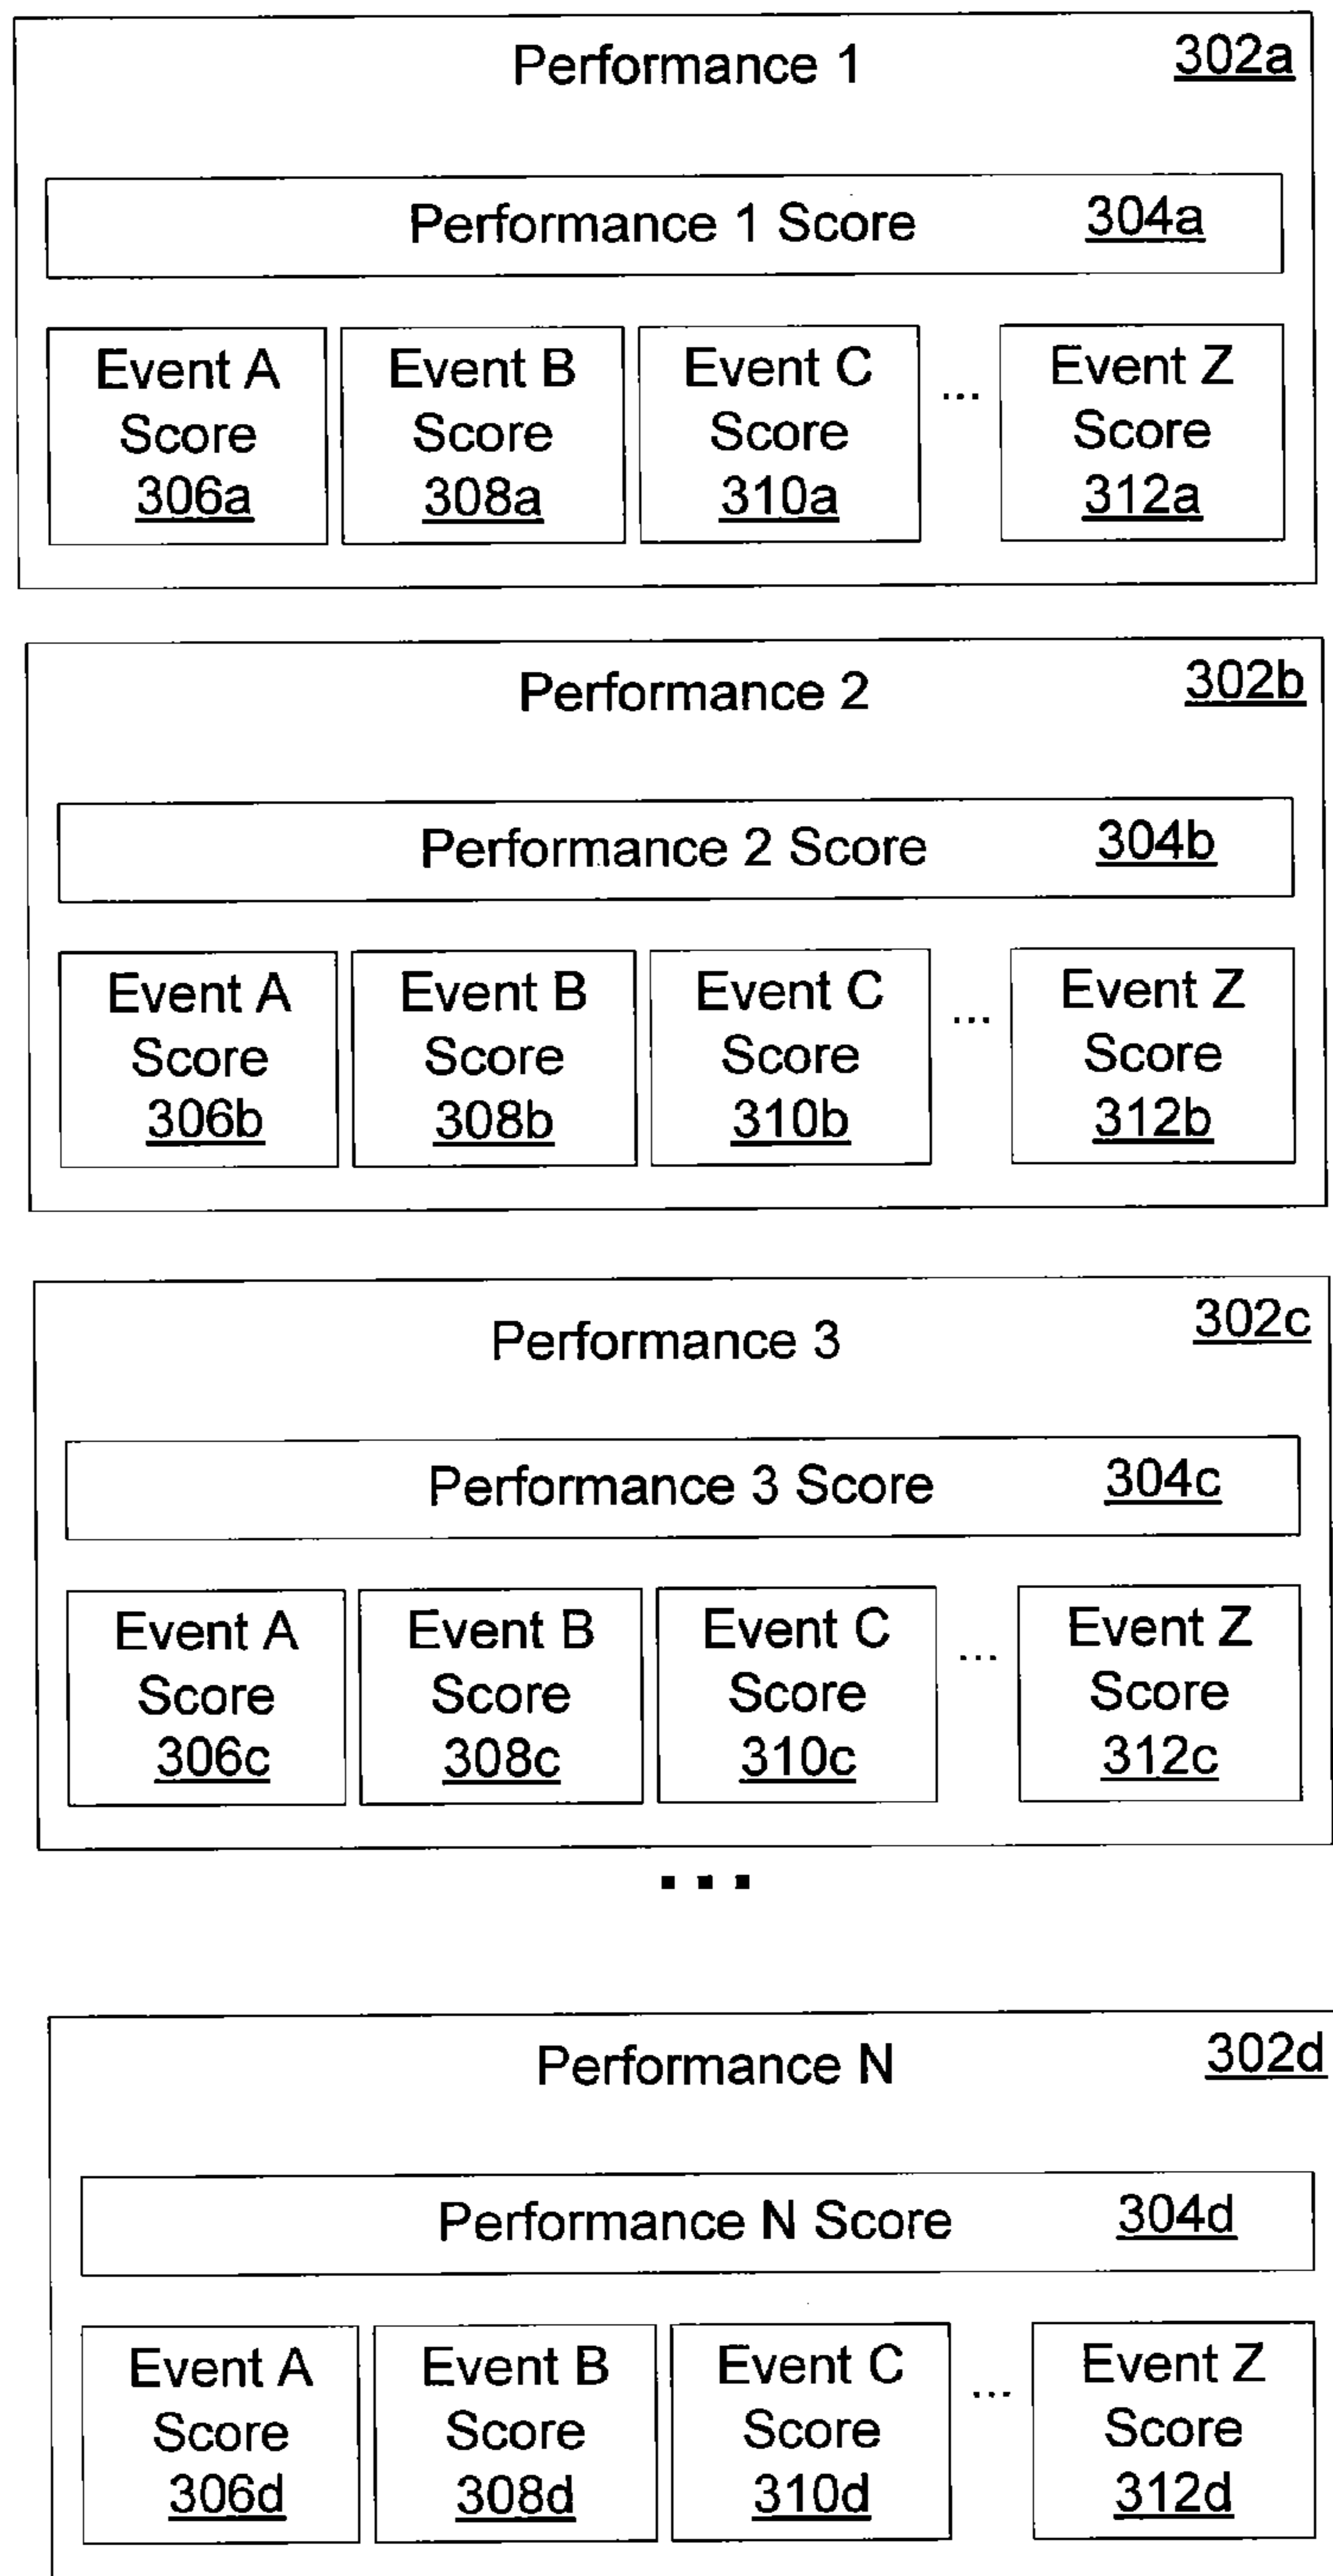 Performance 1 302a
Performance 1 Score 304a
Event A Event B Event C Event Z
Score Score Score ... Score
306a 308a 310a 312a
Performance 2 302b
Performance 2 Score 304b
Event A Event B Event C Event Z
Score Score Score ... Score
306b 308b 310b 312b
Performance 3 302c
Performance 3 Score 304c
Event A Event B Event C Event Z
Score Score Score ... Score
306c 308c 310c 312c
...
Performance N 302d
Performance N Score 304d
Event A Event B Event C Event Z
Score Score Score ... Score
306d 308d 310d 312d